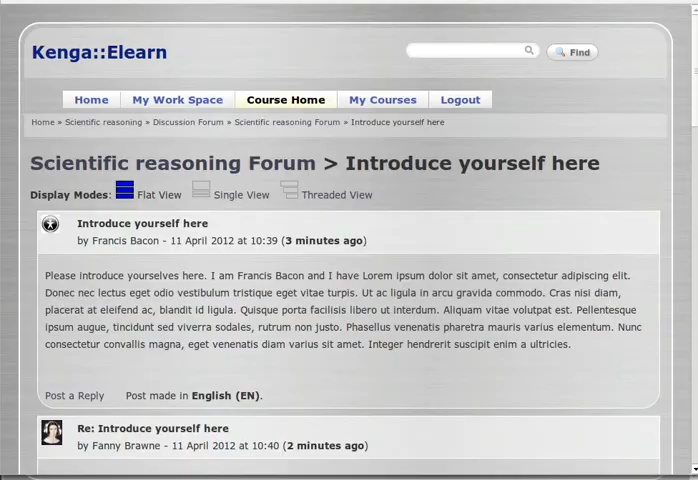 Kenga::Elearn
Find
Home My Work Space Course Home My Courses Logout
Home » Scientific reasoning » Discussion Forum » Scientific reasoning Forum » Introduce yourself here
Scientific reasoning Forum > Introduce yourself here
Display Modes: Flat View Single View Threaded View
Introduce yourself here
by Francis Bacon - 11 April 2012 at 10:39 (3 minutes ago)
Please introduce yourselves here. I am Francis Bacon and I have Lorem ipsum dolor sit amet, consectetur adipiscing elit.
Donec nec lectus eget odio vestibulum tristique eget vitae turpis. Ut ac ligula in arcu gravida commodo. Cras nisi diam,
placerat at eleifend ac, blandit id ligula. Quisque porta facilisis libero ut interdum. Aliquam vitae volutpat est. Pellentesque
ipsum augue, tincidunt sed viverra sodales, rutrum non justo. Phasellus venenatis pharetra mauris varius elementum. Nunc
consectetur convallis magna, eget venenatis diam varius sit amet. Integer hendrerit suscipit enim a ultricies.
Post a Reply Post made in English (EN).
Re: Introduce yourself here
by Fanny Brawne - 11 April 2012 at 10:40 (2 minutes ago)